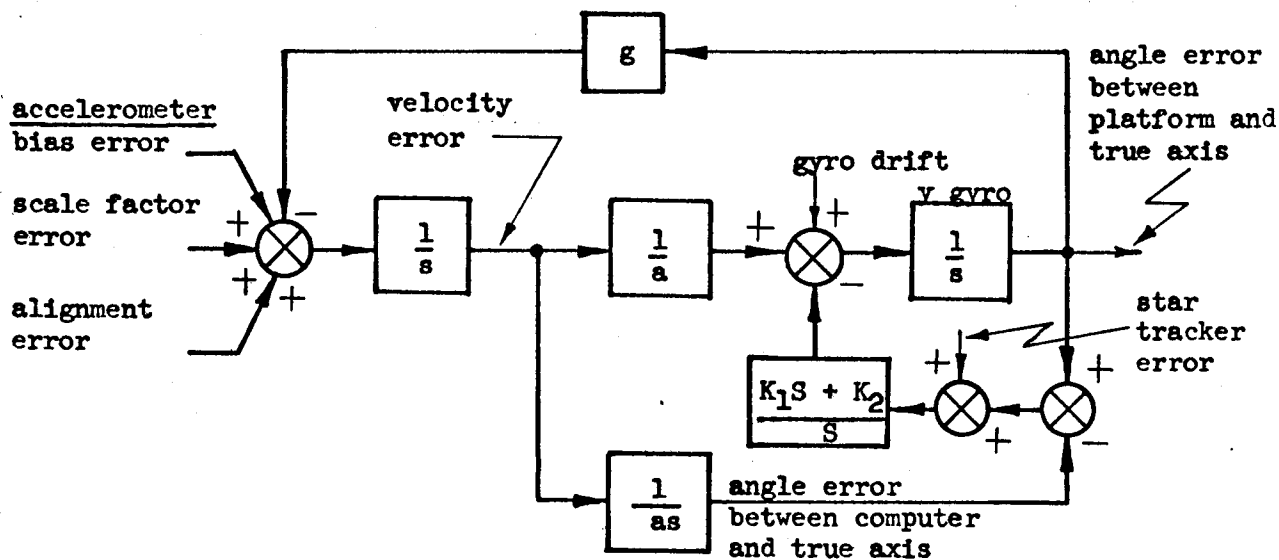 g
angle error
between
platform and
true axis
accelerometer
bias error
velocity
error
gyro drift
y gyro
scale factor
error
alignment
error
+
+
+
−
1
s
1
a
+
+
−
1
s
star
tracker
error
K1S + K2
S
+
+
+
−
1
as
angle error
between computer
and true axis